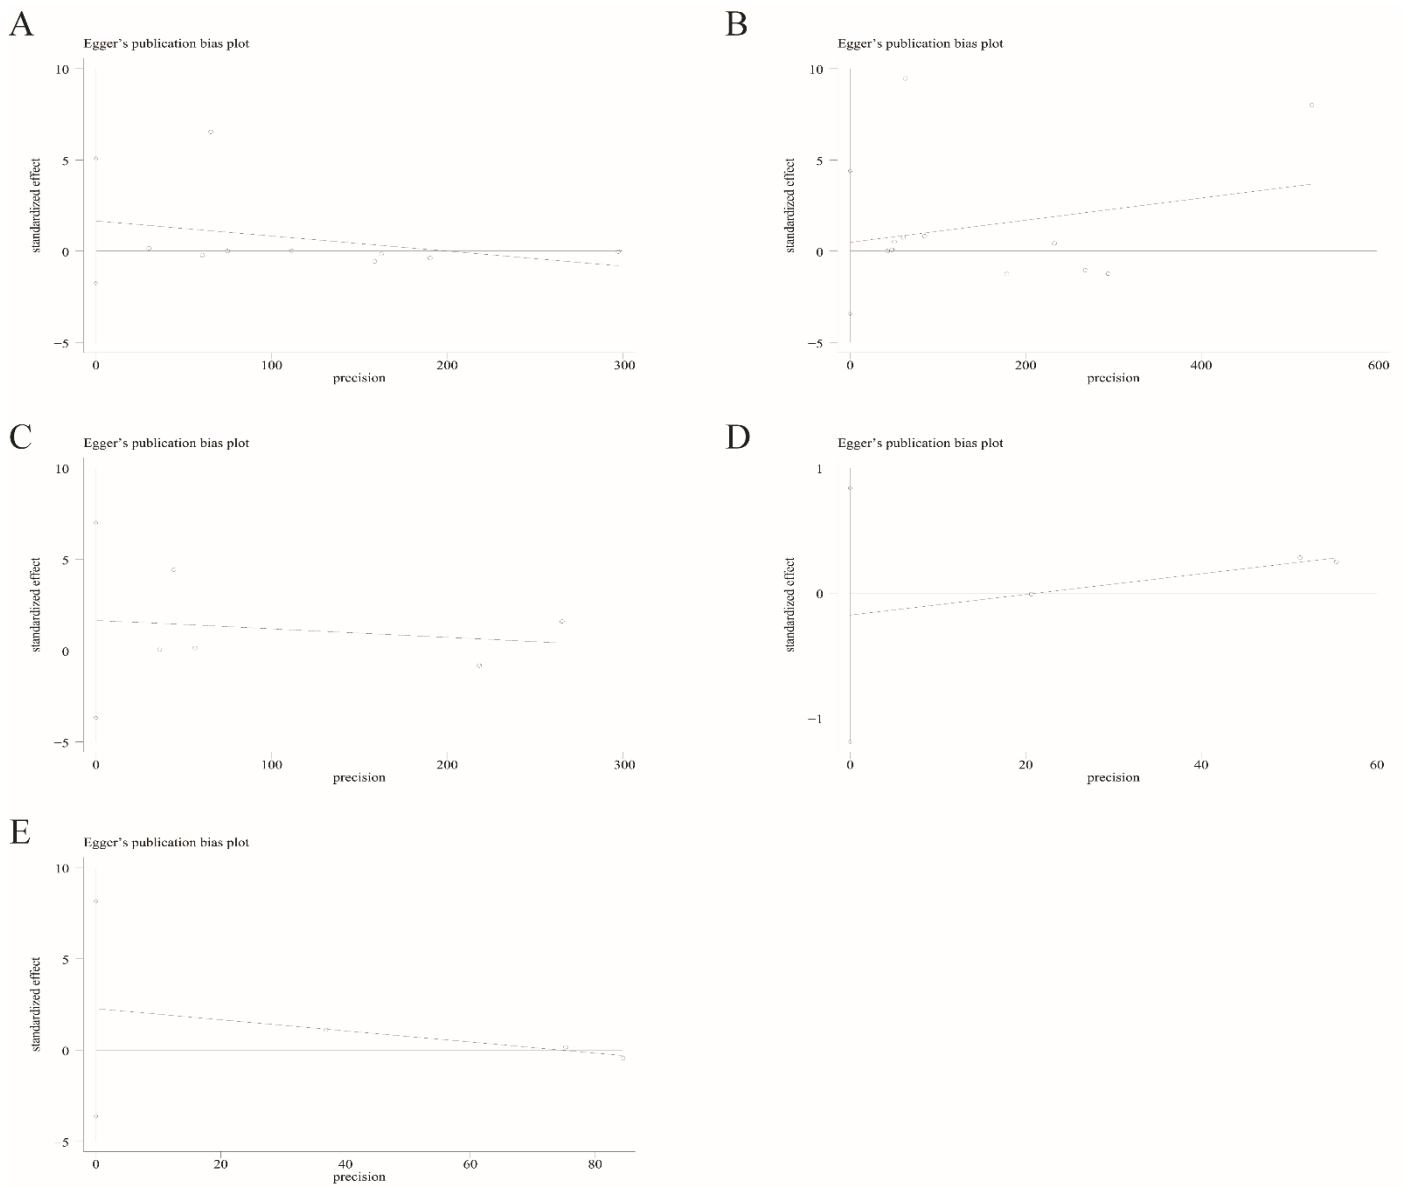 A
Egger's publication bias plot
10
5
0
−5
standardized effect
0 100 200 300
precision
B
Egger's publication bias plot
10
5
0
−5
standardized effect
0 200 400 600
precision
C
Egger's publication bias plot
10
5
0
−5
standardized effect
0 100 200 300
precision
D
Egger's publication bias plot
1
0
−1
standardized effect
0 20 40 60
precision
E
Egger's publication bias plot
10
5
0
−5
standardized effect
0 20 40 60 80
precision